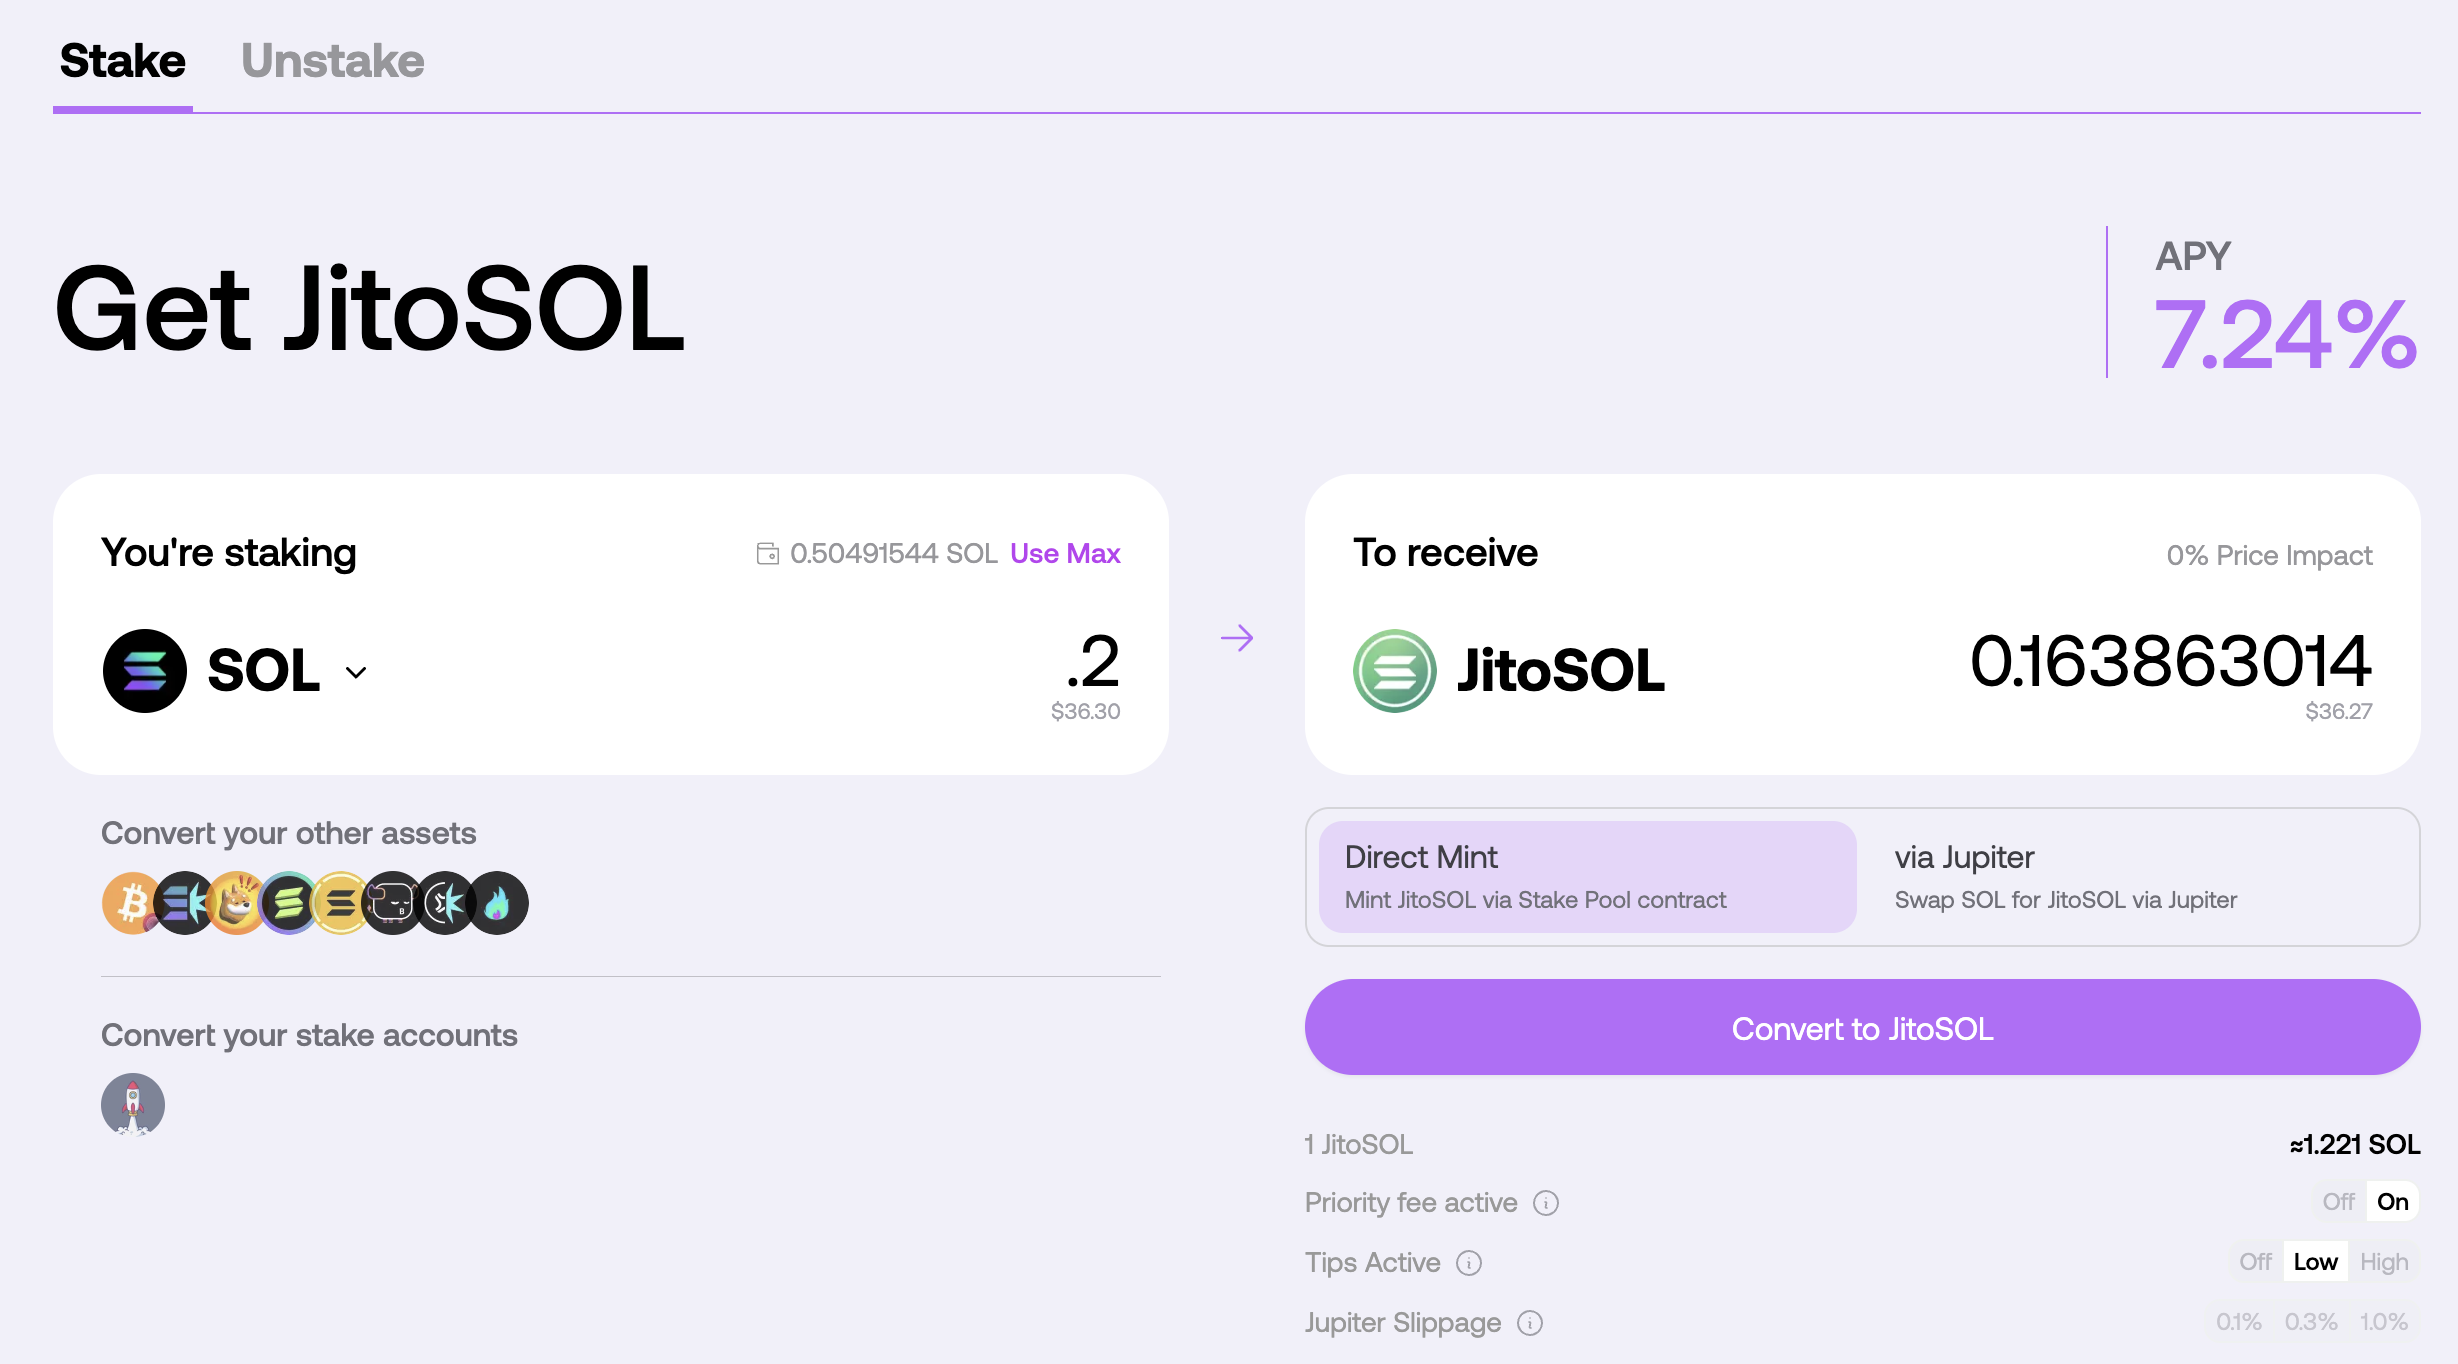 Stake Unstake
Get JitoSOL
APY
7.24%
You're staking
0.50491544 SOL Use Max
SOL
.2
$36.30
To receive
0% Price Impact
JitoSOL
0.163863014
$36.27
Convert your other assets
Convert your stake accounts
Direct Mint
Mint JitoSOL via Stake Pool contract
via Jupiter
Swap SOL for JitoSOL via Jupiter
Convert to JitoSOL
1 JitoSOL ≈1.221 SOL
Priority fee active Off On
Tips Active Off Low High
Jupiter Slippage 0.1% 0.3% 1.0%